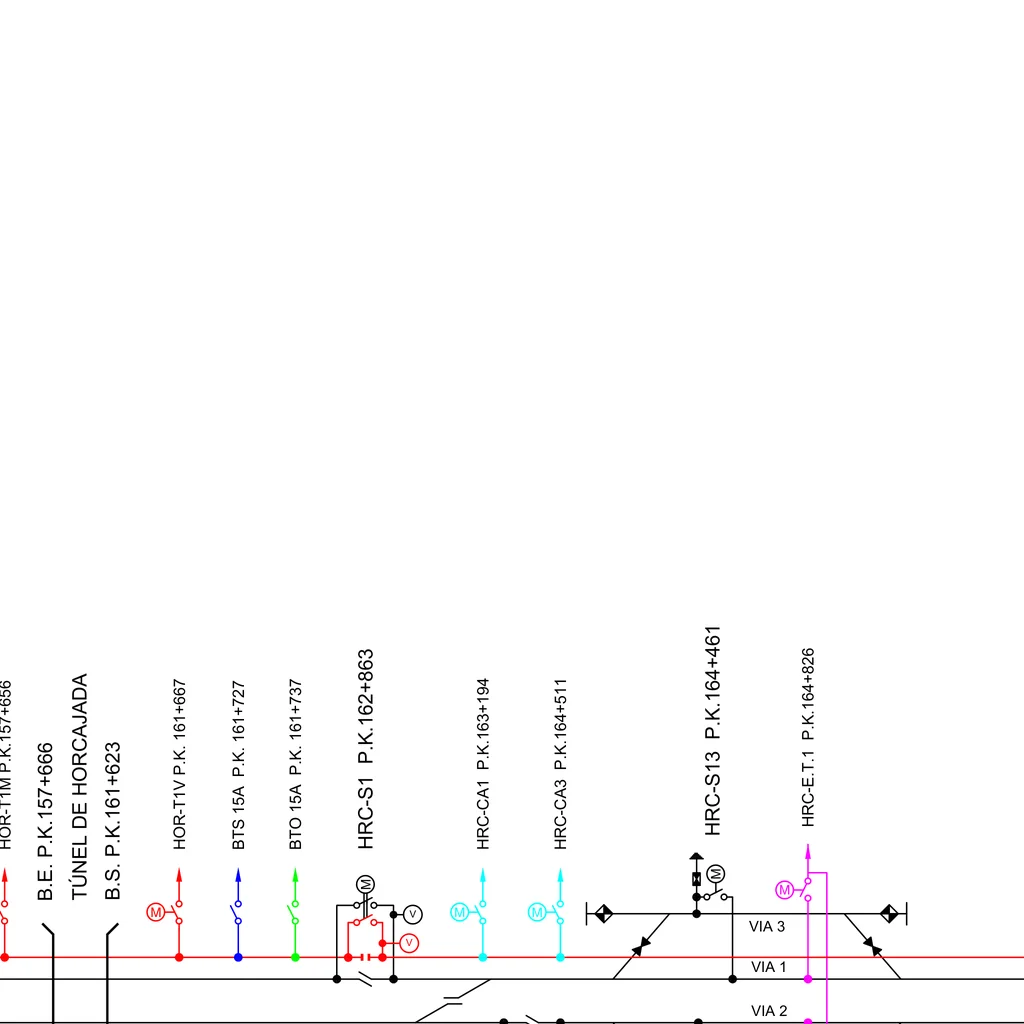 HOR-T1M P.K.157+656
B.E. P.K.157+666
TÚNEL DE HORCAJADA
B.S. P.K.161+623
HOR-T1V P.K. 161+667
BTS 15A P.K. 161+727
BTO 15A P.K. 161+737
HRC-S1 P.K.162+863
HRC-CA1 P.K.163+194
HRC-CA3 P.K.164+511
HRC-S13 P.K.164+461
HRC-E.T.1 P.K.164+826
M
M
V
V
M
M
M
M
VIA 3
VIA 1
VIA 2